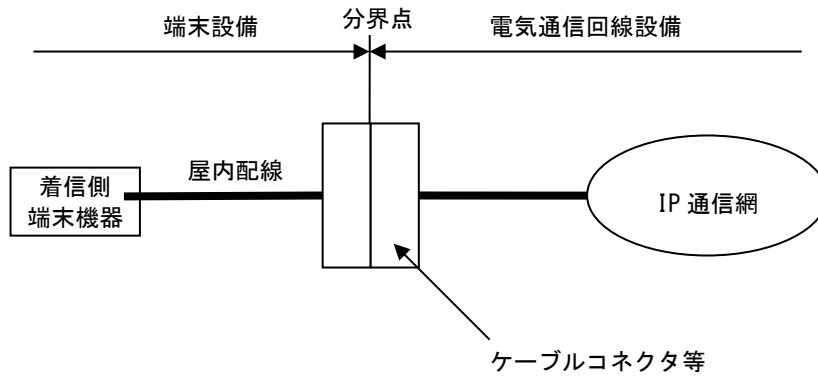 端末設備
分界点
電気通信回線設備
屋内配線
着信側
端末機器
IP 通信網
ケーブルコネクタ等